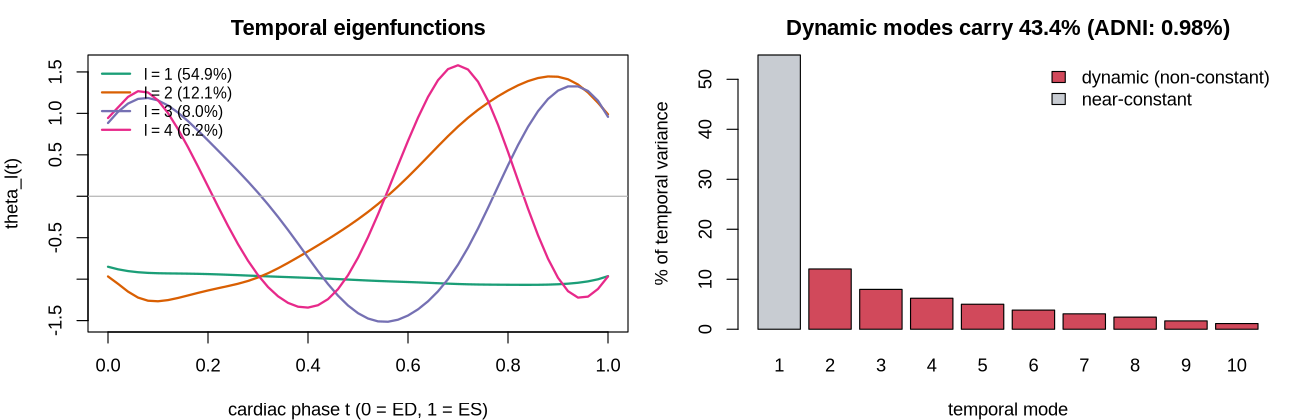 Temporal eigenfunctions
l = 1 (54.9%)
l = 2 (12.1%)
l = 3 (8.0%)
l = 4 (6.2%)
theta_l(t)
1.5
1.0
0.5
-0.5
-1.5
0.0
0.2
0.4
0.6
0.8
1.0
cardiac phase t (0 = ED, 1 = ES)
Dynamic modes carry 43.4% (ADNI: 0.98%)
dynamic (non-constant)
near-constant
% of temporal variance
50
40
30
20
10
0
1
2
3
4
5
6
7
8
9
10
temporal mode